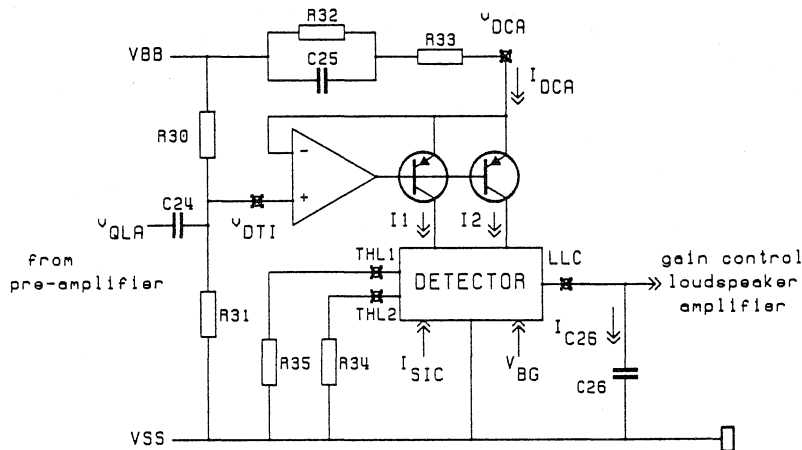 R32
VDCA
VBB
C25
R33
IDCA
R30
-
+
C24
VQLA
VDTI
I1
I2
from
pre-amplifier
THL1
THL2
DETECTOR
LLC
gain control
loudspeaker
amplifier
R31
R35
R34
ISIC
VBG
IC26
C26
VSS